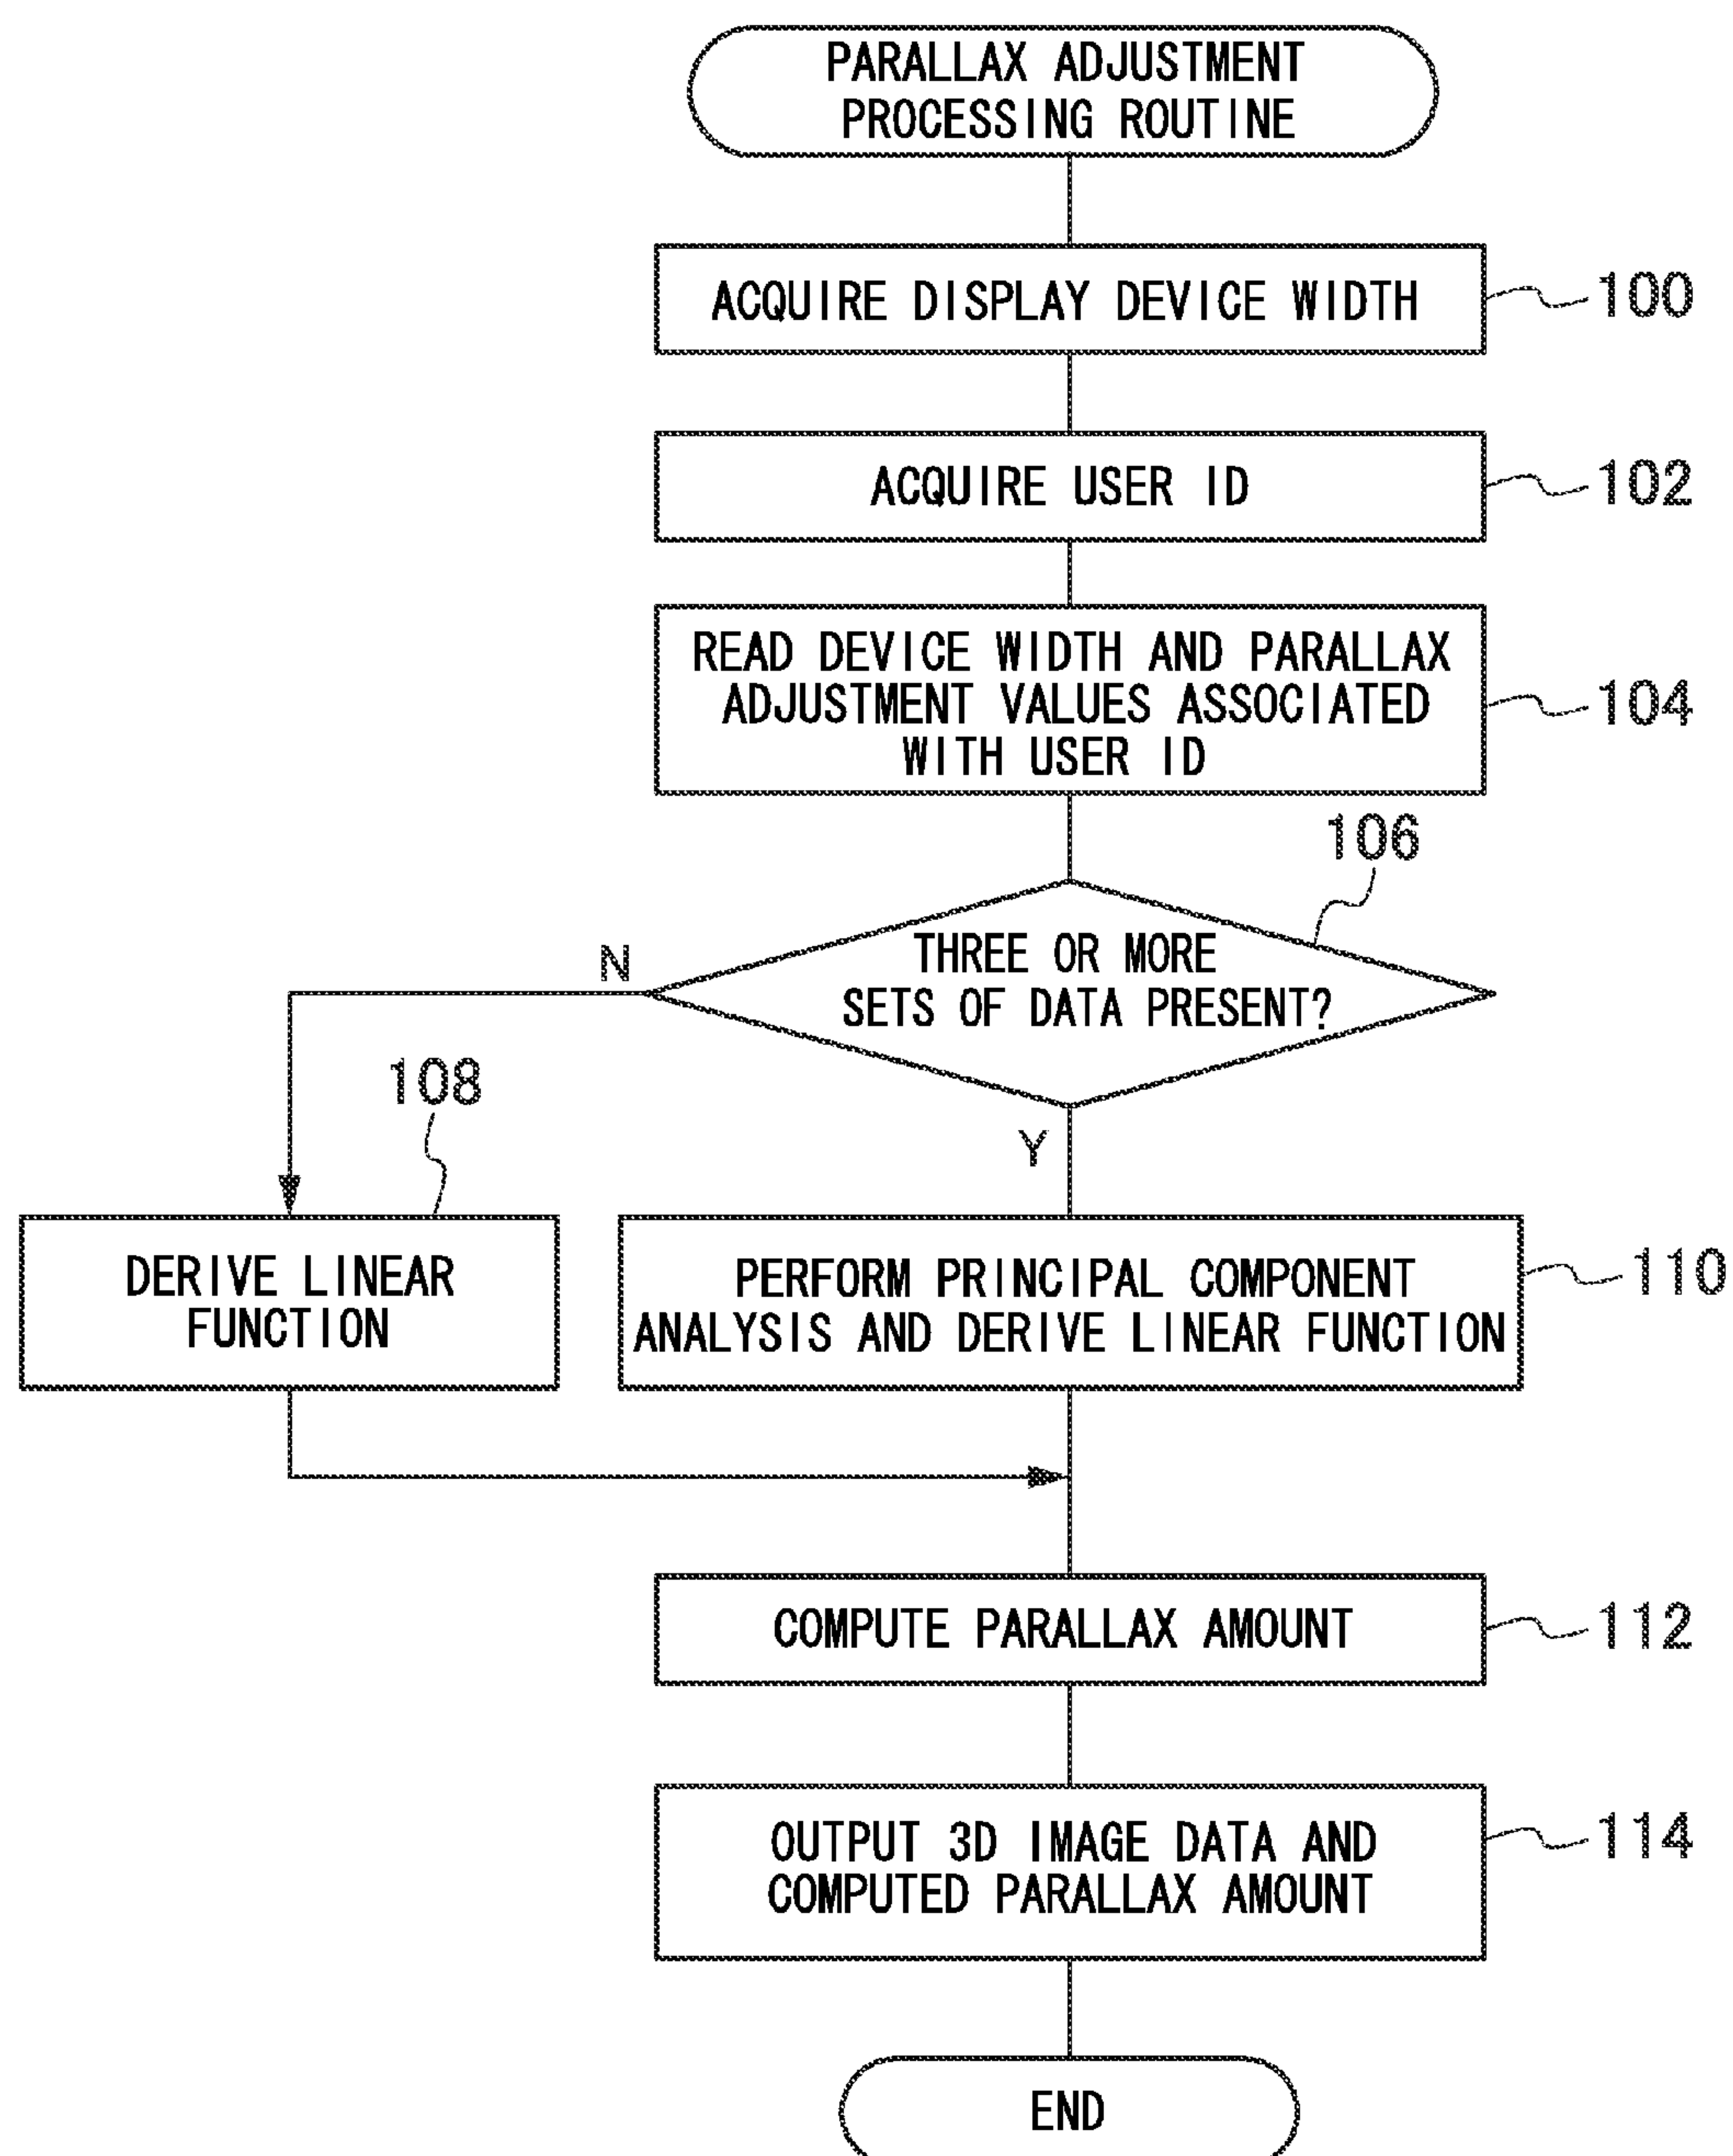 PARALLAX ADJUSTMENT
PROCESSING ROUTINE
ACQUIRE DISPLAY DEVICE WIDTH
100
ACQUIRE USER ID
102
READ DEVICE WIDTH AND PARALLAX
ADJUSTMENT VALUES ASSOCIATED
WITH USER ID
104
106
THREE OR MORE
SETS OF DATA PRESENT?
N
Y
108
DERIVE LINEAR
FUNCTION
PERFORM PRINCIPAL COMPONENT
ANALYSIS AND DERIVE LINEAR FUNCTION
110
COMPUTE PARALLAX AMOUNT
112
OUTPUT 3D IMAGE DATA AND
COMPUTED PARALLAX AMOUNT
114
END